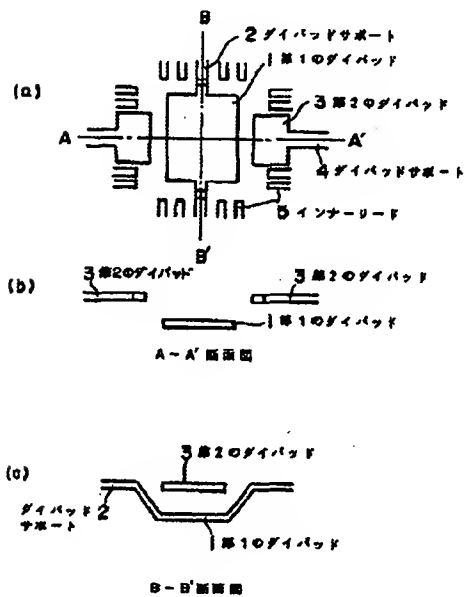 B
2 ダイパッドサポート
1 第1のダイパッド
(a)
3 第2のダイパッド
A
A'
4 ダイパッドサポート
5 インナーリード
B'
3 第2のダイパッド
3 第2のダイパッド
(b)
1 第1のダイパッド
A-A' 断面図
(c)
3 第2のダイパッド
ダイパッド 2
サポート
1 第1のダイパッド
B-B' 断面図